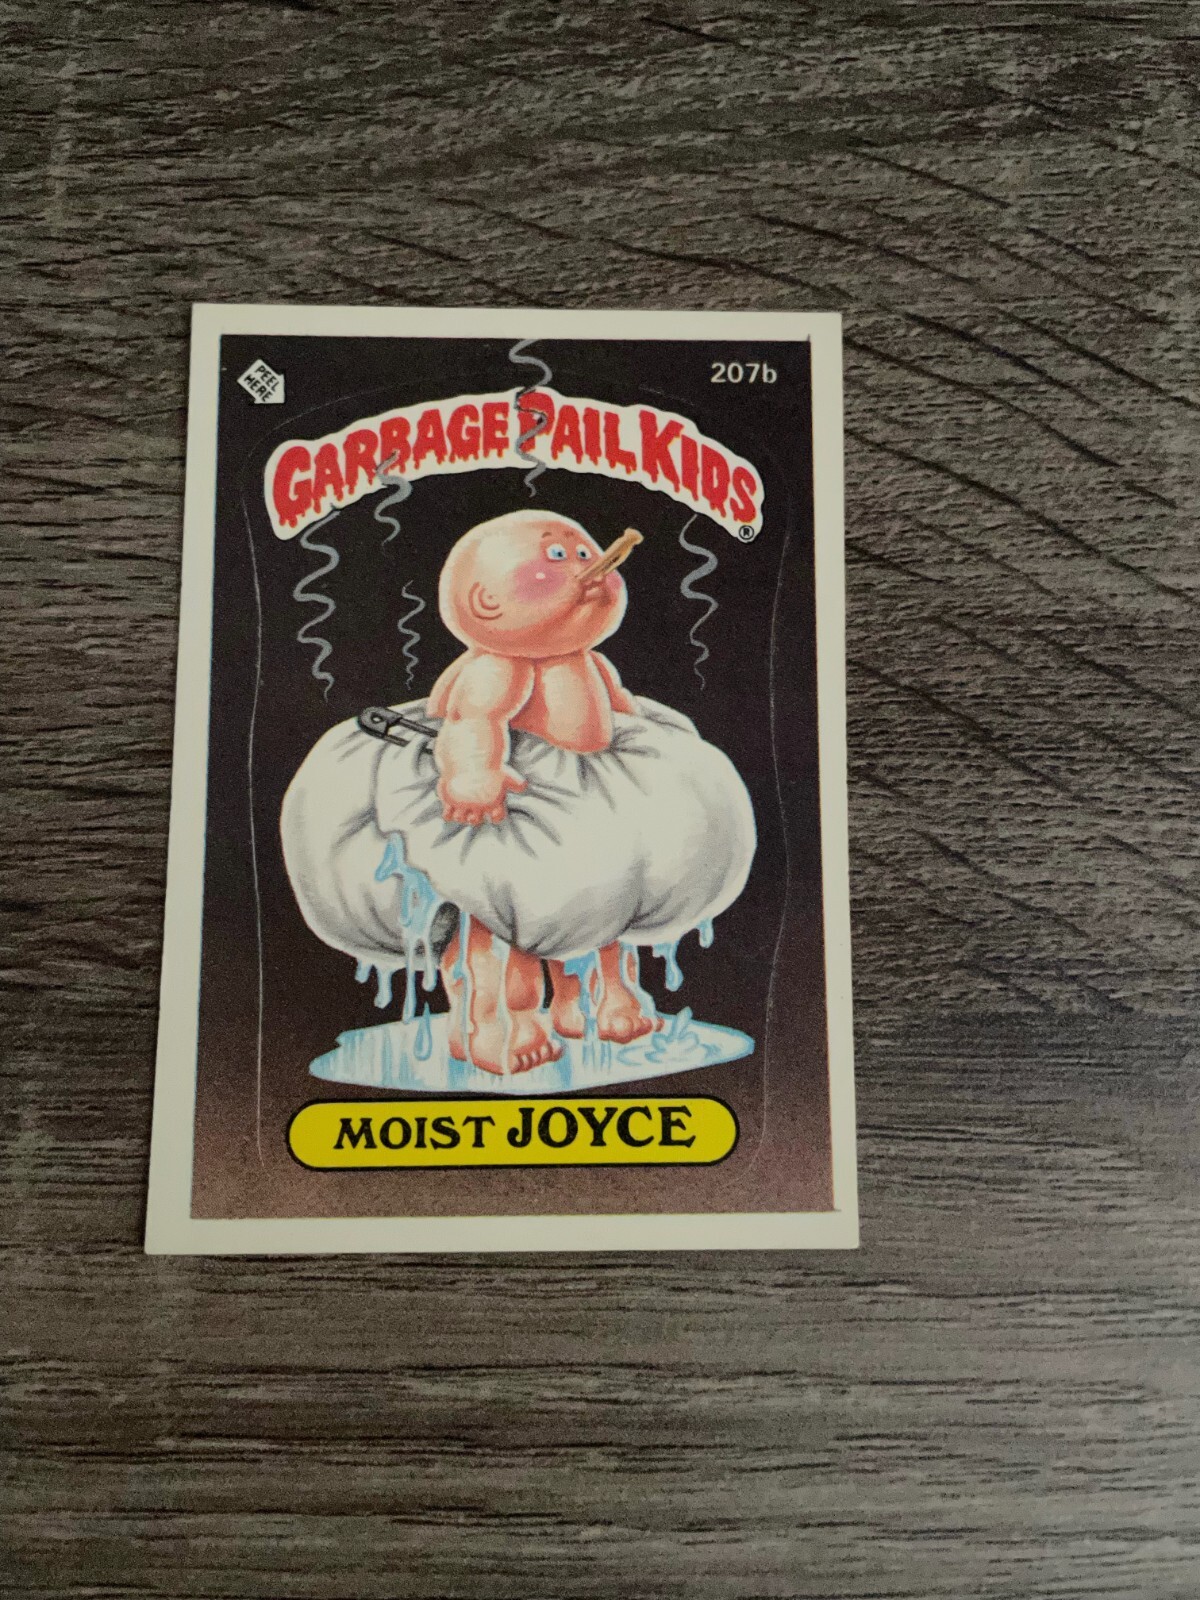 PEEL
HERE
207b
GARBAGE PAIL KIDS®
MOIST JOYCE